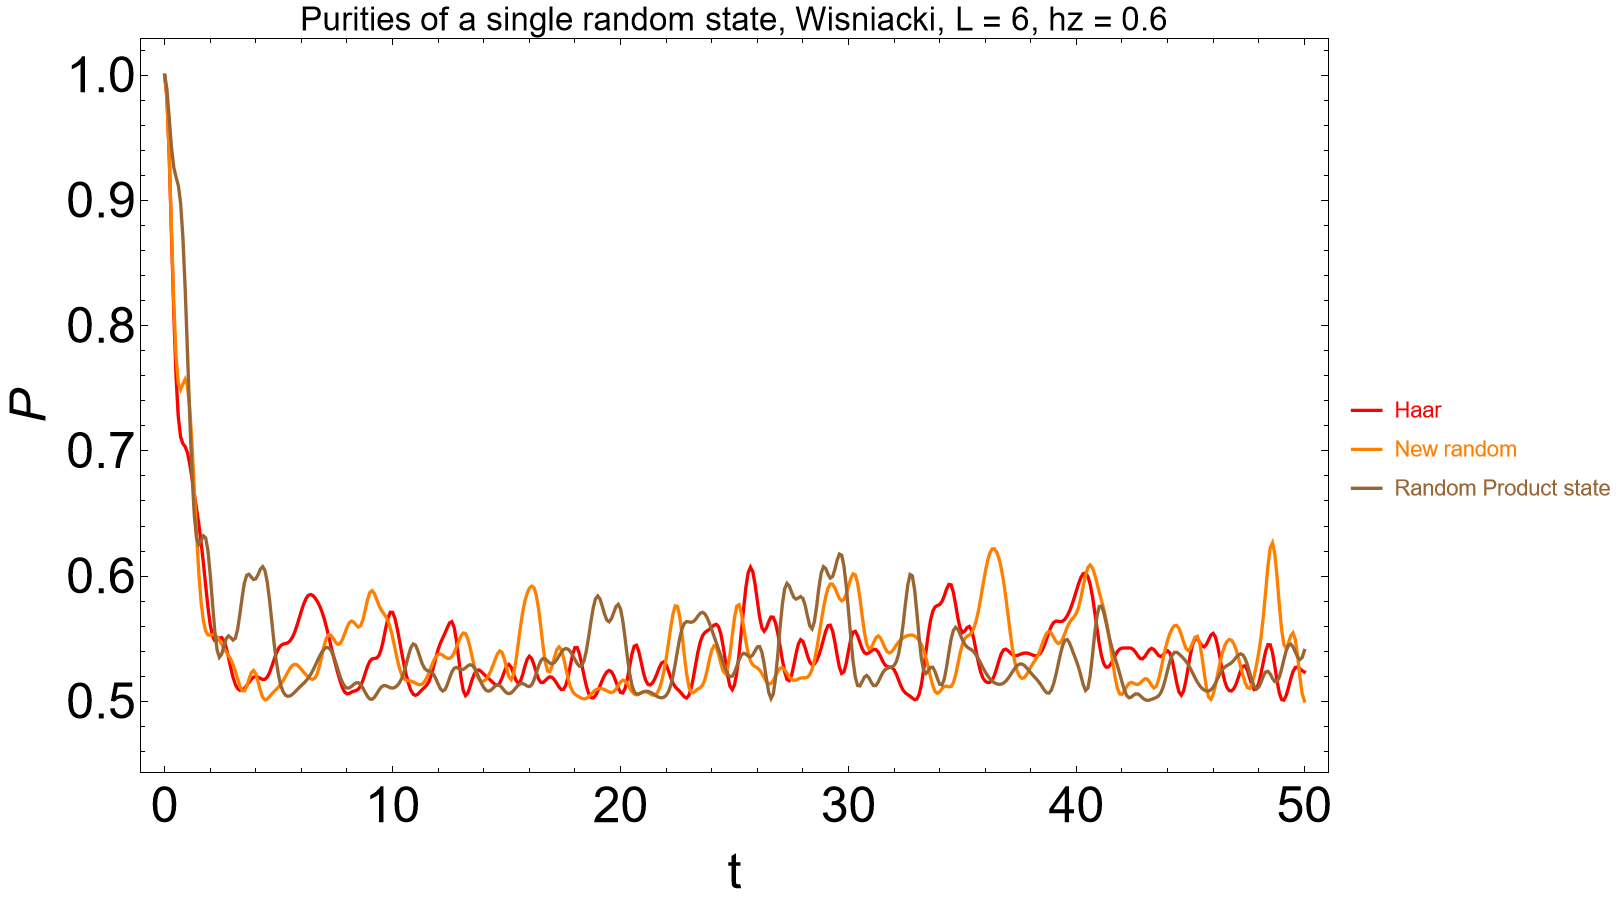 Purities of a single random state, Wisniacki, L = 6, hz = 0.6
1.0
0.9
0.8
0.7
0.6
0.5
P
0 10 20 30 40 50
t
Haar
New random
Random Product state